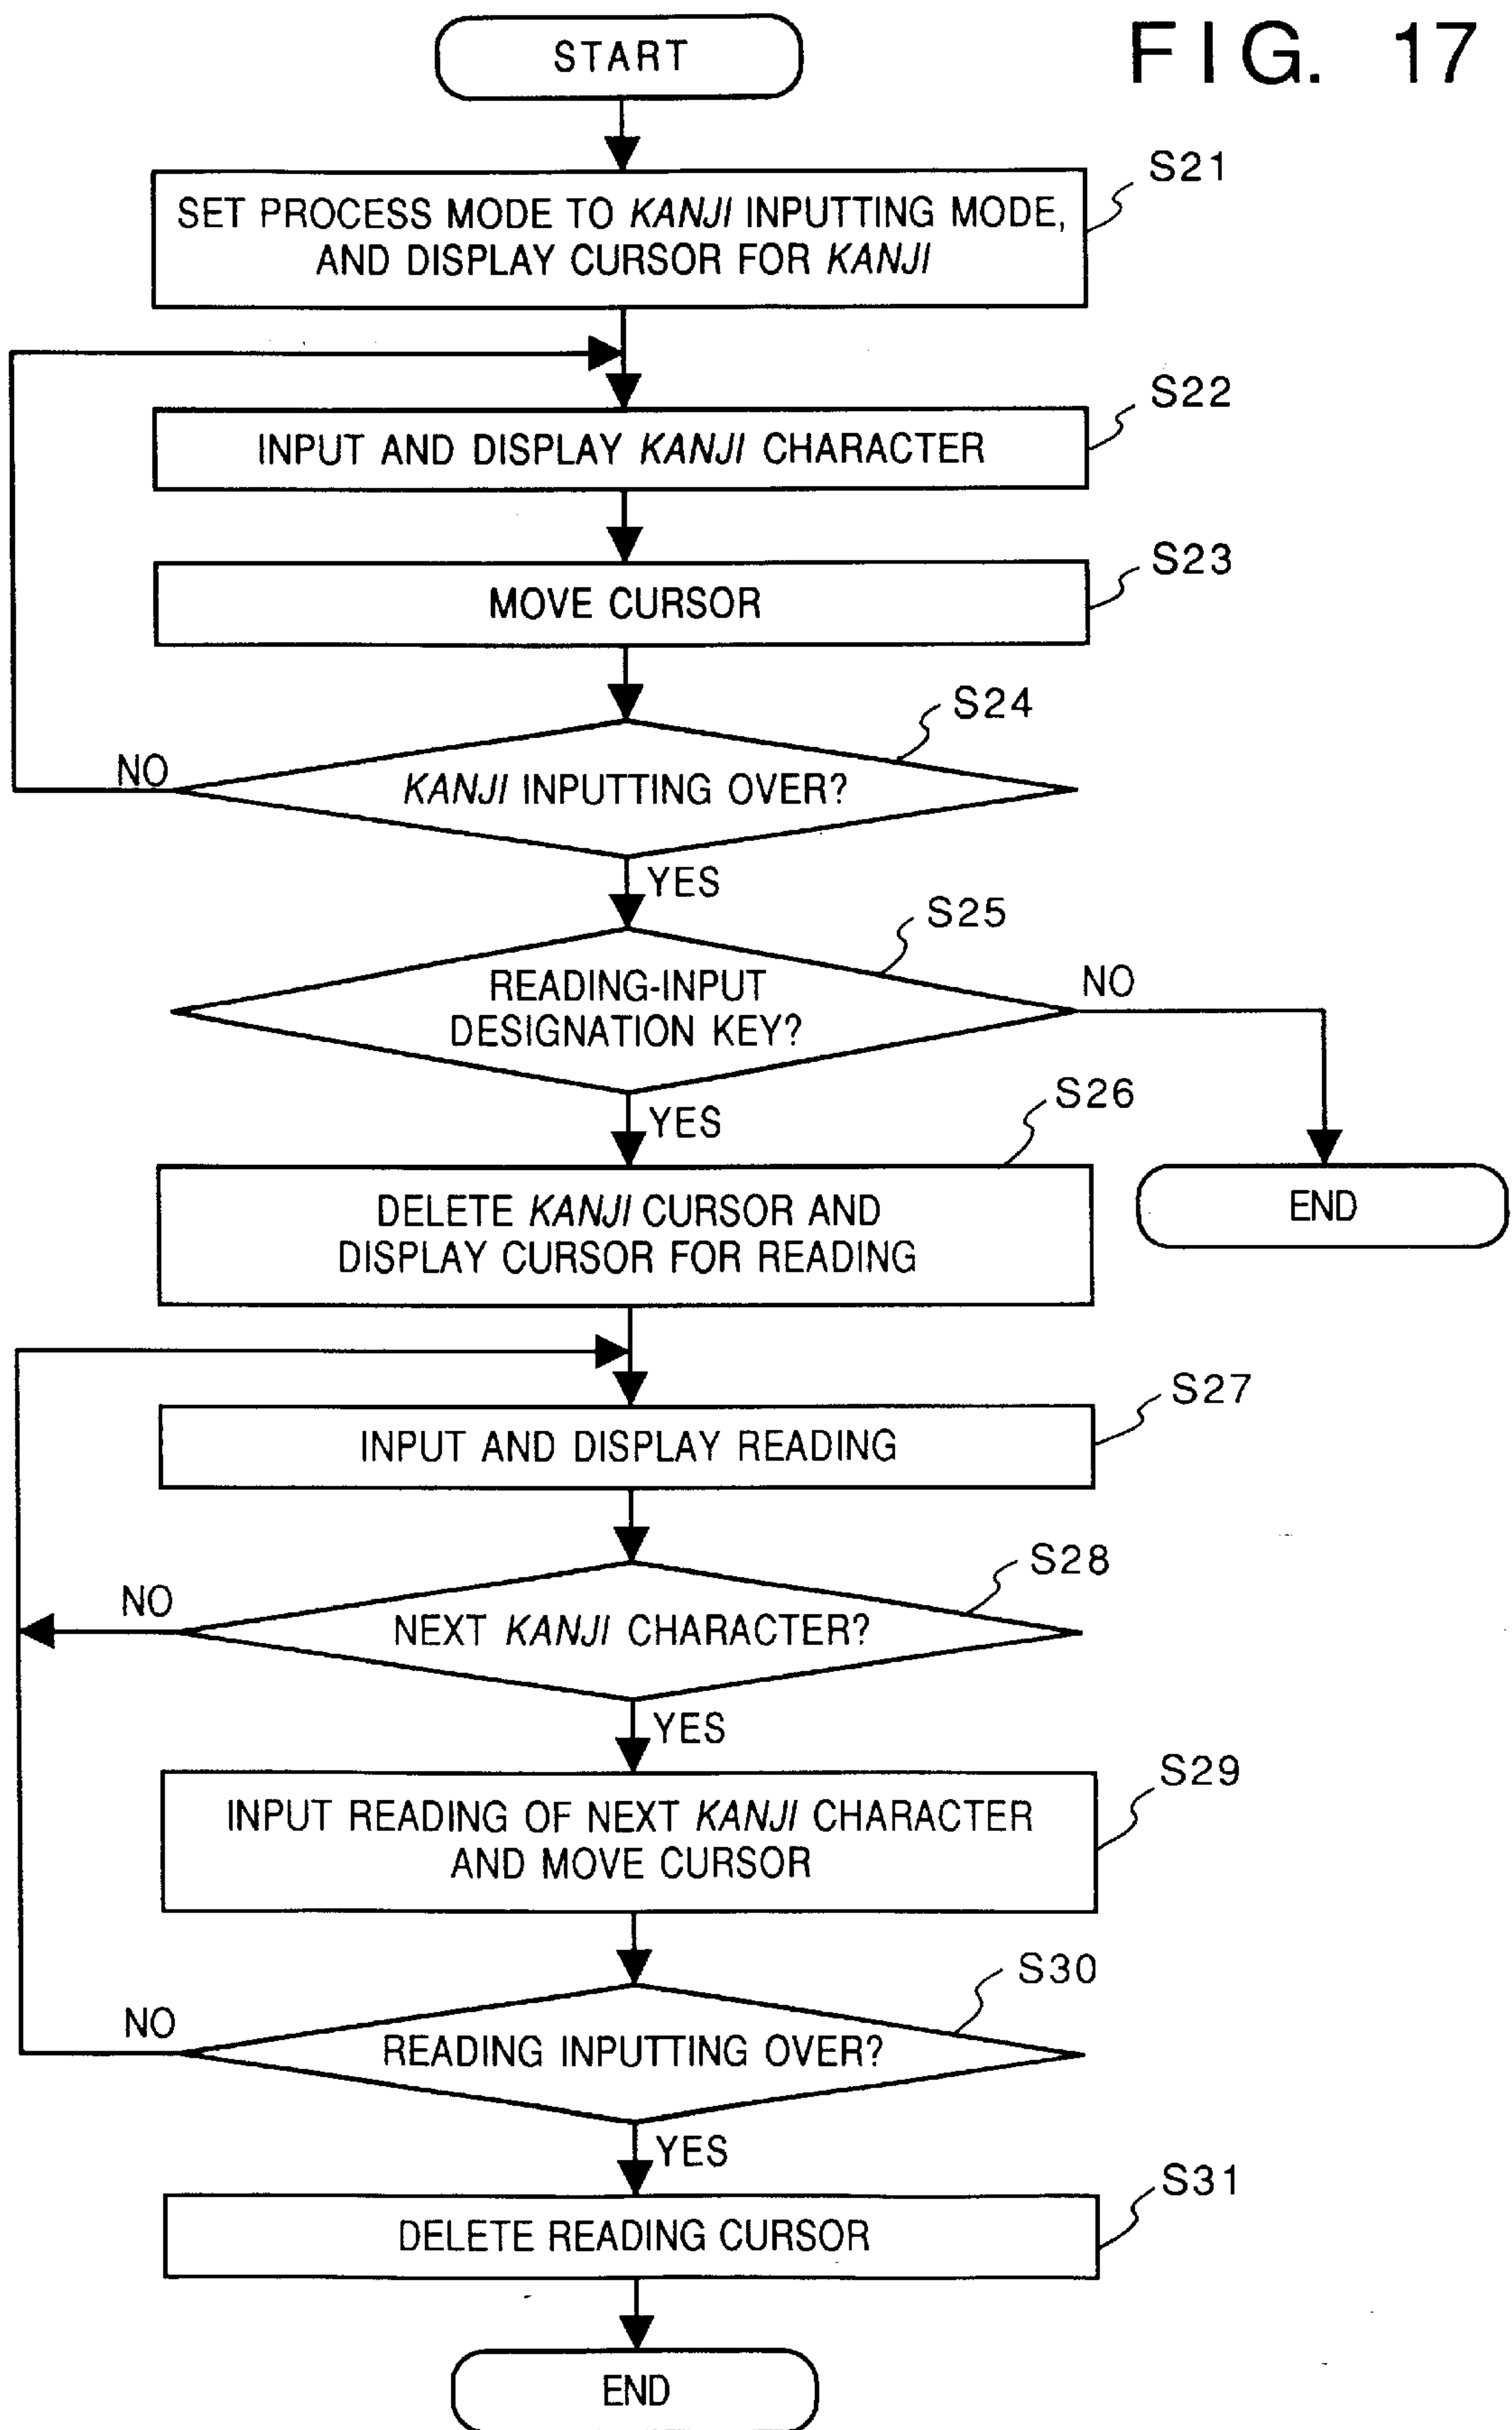 FIG. 17
START
S21
SET PROCESS MODE TO KANJI INPUTTING MODE,
AND DISPLAY CURSOR FOR KANJI
S22
INPUT AND DISPLAY KANJI CHARACTER
S23
MOVE CURSOR
S24
NO
KANJI INPUTTING OVER?
YES
S25
READING-INPUT
DESIGNATION KEY?
NO
YES
S26
DELETE KANJI CURSOR AND
DISPLAY CURSOR FOR READING
END
S27
INPUT AND DISPLAY READING
S28
NO
NEXT KANJI CHARACTER?
YES
S29
INPUT READING OF NEXT KANJI CHARACTER
AND MOVE CURSOR
S30
NO
READING INPUTTING OVER?
YES
S31
DELETE READING CURSOR
END